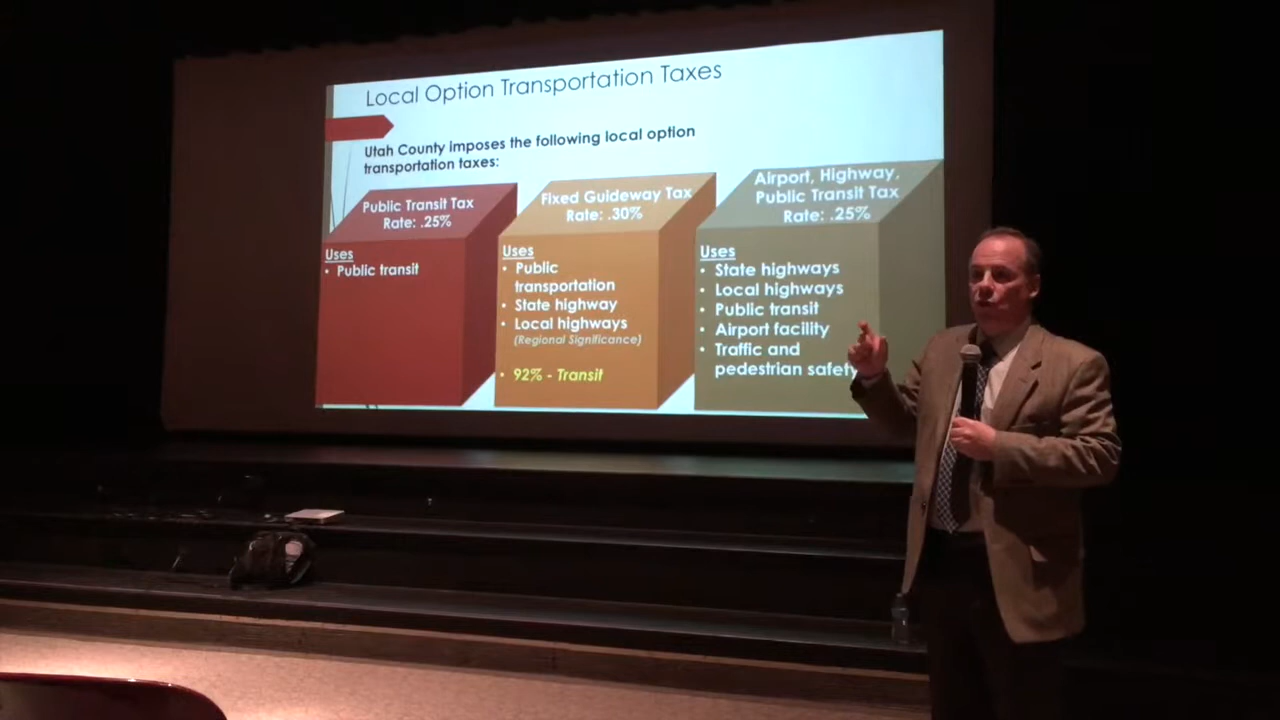 Local Option Transportation Taxes
Utah County imposes the following local option
transportation taxes:
Public Transit Tax
Rate: .25%
Uses
• Public transit
Fixed Guideway Tax
Rate: .30%
Uses
• Public
transportation
• State highway
• Local highways
(Regional Significance)
• 92% - Transit
Airport, Highway,
Public Transit Tax
Rate: .25%
Uses
• State highways
• Local highways
• Public transit
• Airport facility
• Traffic and
pedestrian safety